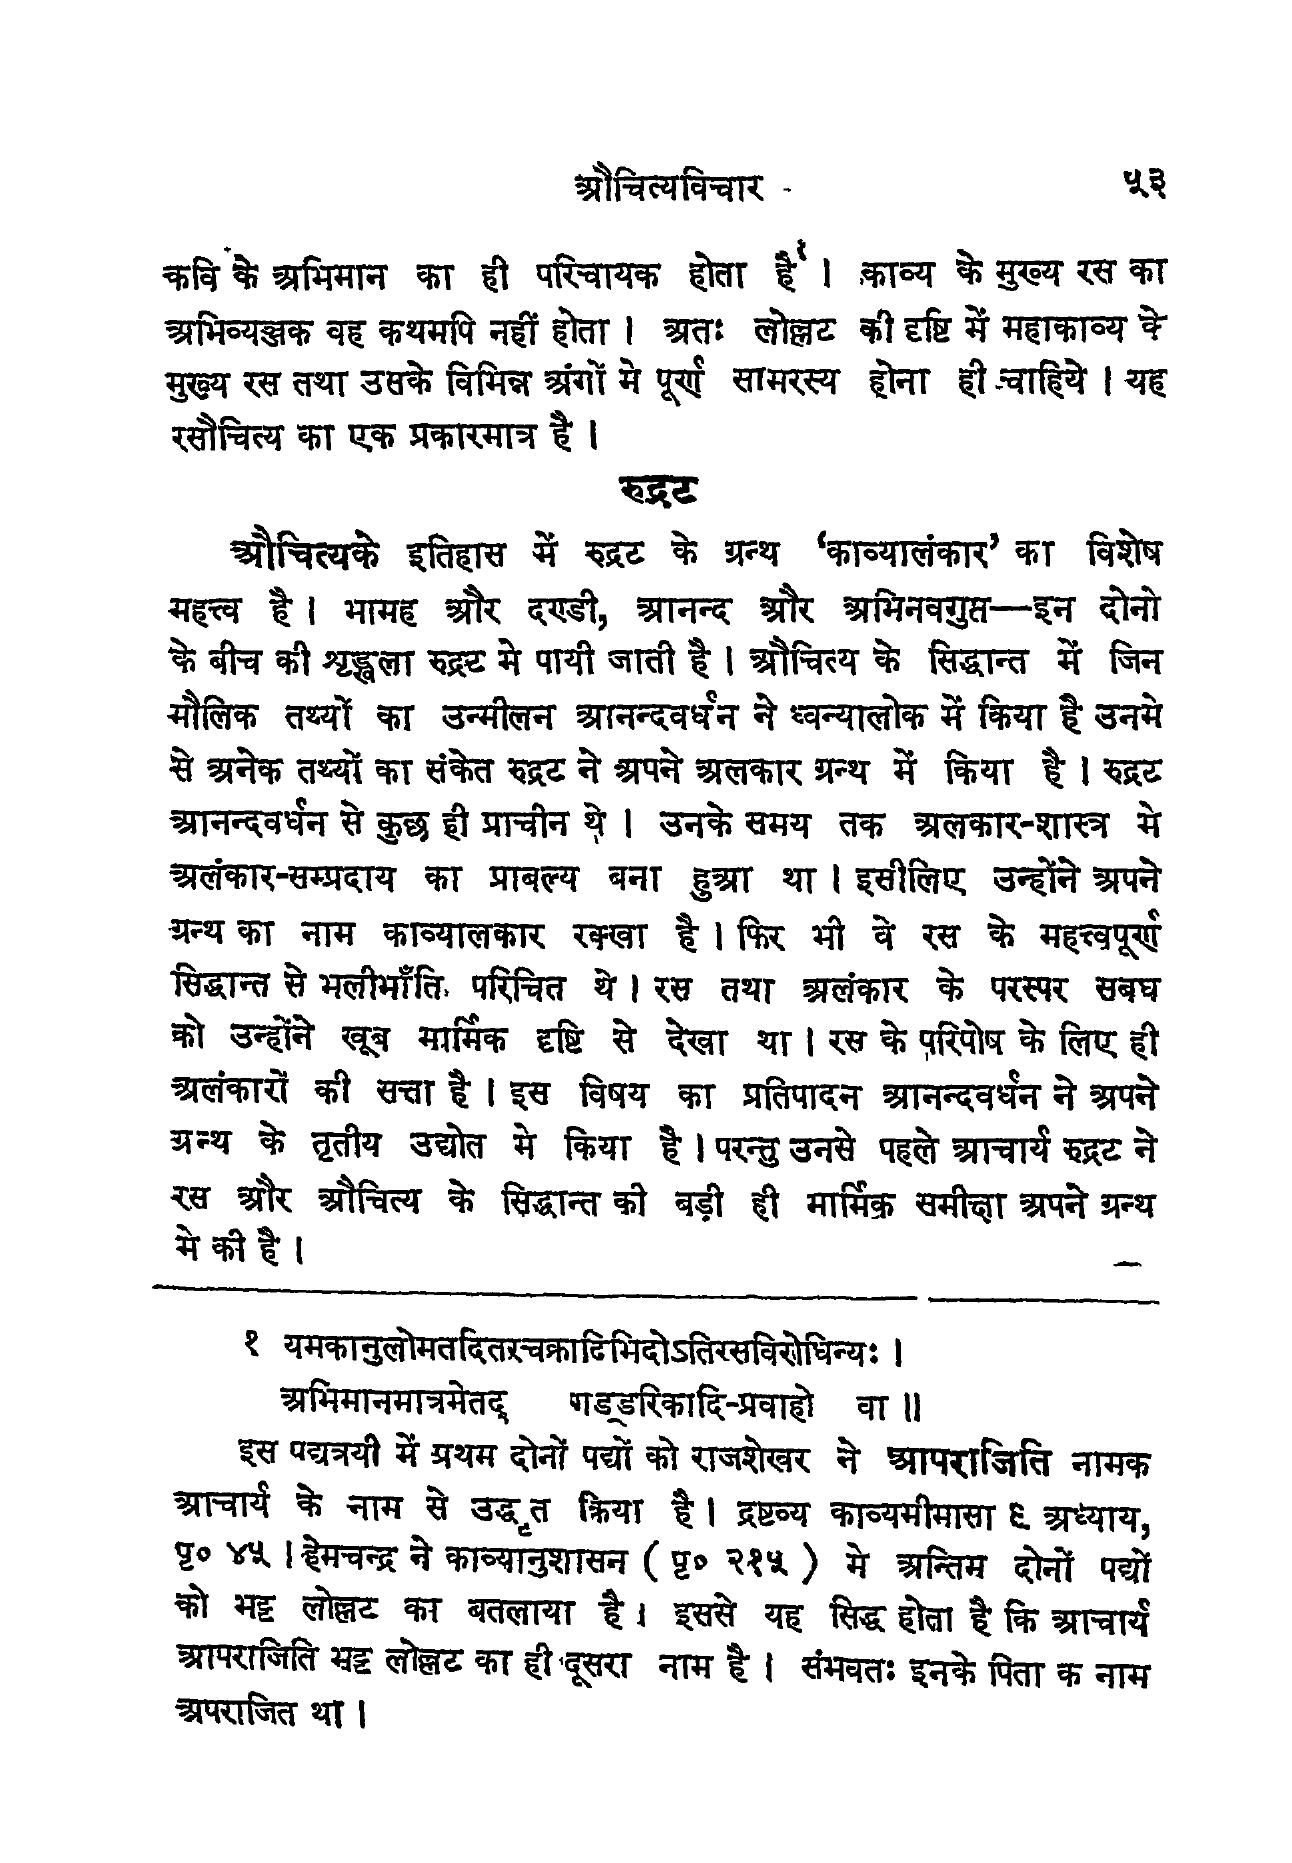 औचित्यविचार
५३
कवि के अभिमान का ही परिचायक होता है१ । काव्य के मुख्य रस का
अभिव्यञ्जक वह कथमपि नहीं होता । अतः लोल्लट की दृष्टि में महाकाव्य के
मुख्य रस तथा उसके विभिन्न अंगों मे पूर्ण सामरस्य होना ही चाहिये । यह
रसौचित्य का एक प्रकारमात्र है ।
रुद्रट
औचित्यके इतिहास में रुद्रट के ग्रन्थ ‘काव्यालंकार’ का विशेष
महत्त्व है । भामह और दण्डी, आनन्द और अभिनवगुप्त—इन दोनो
के बीच की शृङ्खला रुद्रट मे पायी जाती है । औचित्य के सिद्धान्त में जिन
मौलिक तथ्यों का उन्मीलन आनन्दवर्धन ने ध्वन्यालोक में किया है उनमे
से अनेक तथ्यों का संकेत रुद्रट ने अपने अलकार ग्रन्थ में किया है । रुद्रट
आनन्दवर्धन से कुछ ही प्राचीन थे । उनके समय तक अलकार-शास्त्र मे
अलंकार-सम्प्रदाय का प्राबल्य बना हुआ था । इसीलिए उन्होंने अपने
ग्रन्थ का नाम काव्यालकार रक्खा है । फिर भी वे रस के महत्त्वपूर्ण
सिद्धान्त से भलीभाँति परिचित थे । रस तथा अलंकार के परस्पर सबघ
को उन्होंने खूब मार्मिक दृष्टि से देखा था । रस के परिपोष के लिए ही
अलंकारों की सत्ता है । इस विषय का प्रतिपादन आनन्दवर्धन ने अपने
ग्रन्थ के तृतीय उद्योत मे किया है । परन्तु उनसे पहले आचार्य रुद्रट ने
रस और औचित्य के सिद्धान्त की बड़ी ही मार्मिक समीक्षा अपने ग्रन्थ
मे की है ।
१ यमकानुलोमतदितरचक्रादिभिदोऽतिरसविरोधिन्यः ।
अभिमानमात्रमेतद् गड्डरिकादि-प्रवाहो वा ॥
इस पद्यत्रयी में प्रथम दोनों पद्यों को राजशेखर ने आपराजिति नामक
आचार्य के नाम से उद्धृत किया है । द्रष्टव्य काव्यमीमासा ६ अध्याय,
पृ० ४५ । हेमचन्द्र ने काव्यानुशासन ( पृ० २१५ ) मे अन्तिम दोनों पद्यों
को भट्ट लोल्लट का बतलाया है । इससे यह सिद्ध होता है कि आचार्य
आपराजिति भट्ट लोल्लट का ही दूसरा नाम है । संभवतः इनके पिता क नाम
अपराजित था ।